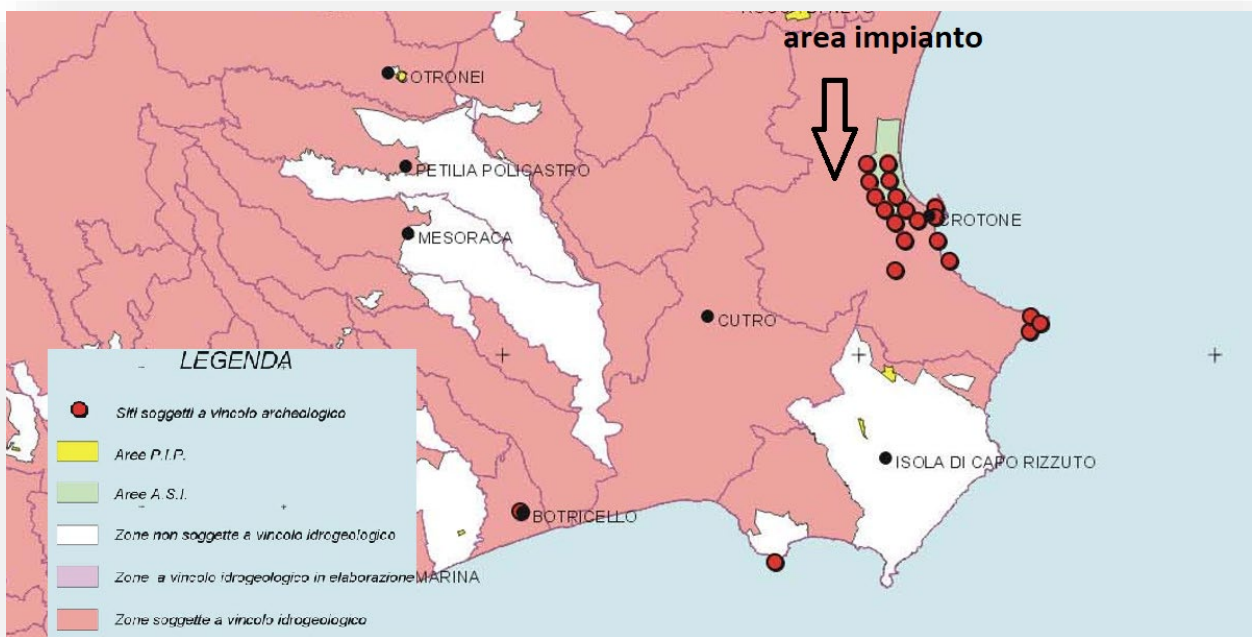 area impianto
COTRONEI
PETILIA POLICASTRO
MESORACA
CROTONE
CUTRO
ISOLA DI CAPO RIZZUTO
BOTRICELLO
MARINA
LEGENDA
Siti soggetti a vincolo archeologico
Aree P.I.P.
Aree A.S.I.
Zone non soggette a vincolo idrogeologico
Zone a vincolo idrogeologico in elaborazione
Zone soggette a vincolo idrogeologico